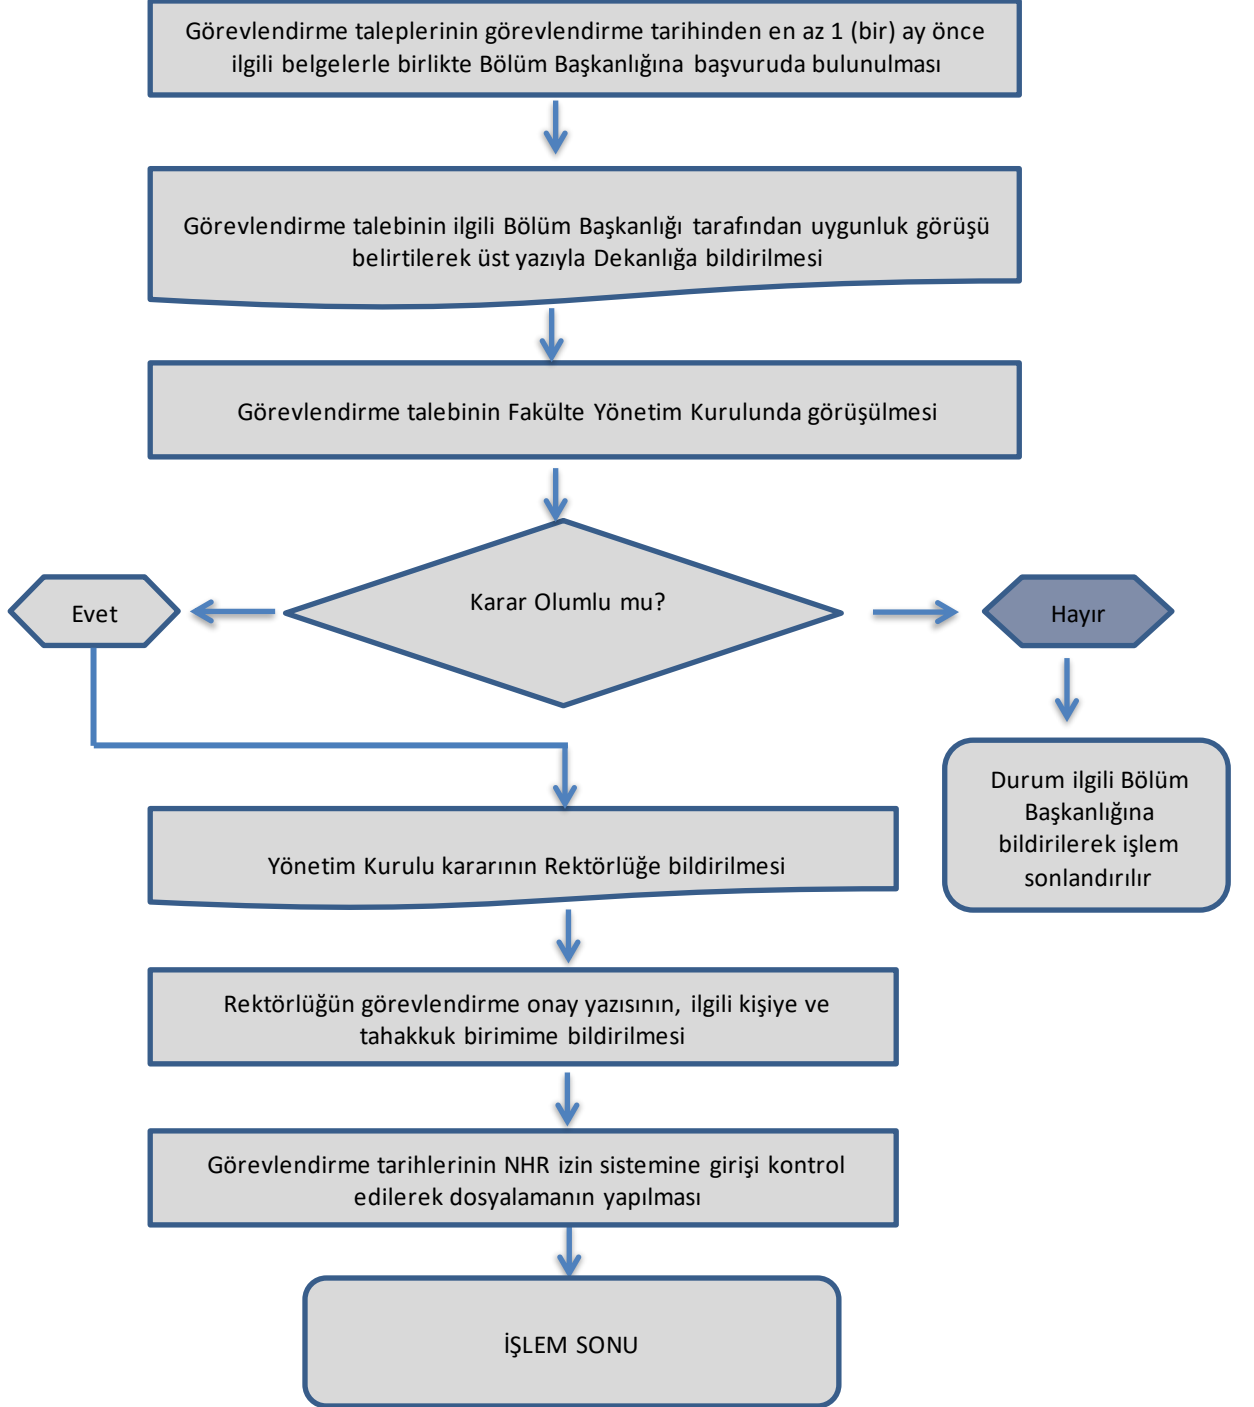 Görevlendirme taleplerinin görevlendirme tarihinden en az 1 (bir) ay önce
ilgili belgelerle birlikte Bölüm Başkanlığına başvuruda bulunulması
Görevlendirme talebinin ilgili Bölüm Başkanlığı tarafından uygunluk görüşü
belirtilerek üst yazıyla Dekanlığa bildirilmesi
Görevlendirme talebinin Fakülte Yönetim Kurulunda görüşülmesi
Karar Olumlu mu?
Evet
Hayır
Durum ilgili Bölüm
Başkanlığına
bildirilerek işlem
sonlandırılır
Yönetim Kurulu kararının Rektörlüğe bildirilmesi
Rektörlüğün görevlendirme onay yazısının, ilgili kişiye ve
tahakkuk birimime bildirilmesi
Görevlendirme tarihlerinin NHR izin sistemine girişi kontrol
edilerek dosyalamanın yapılması
İŞLEM SONU